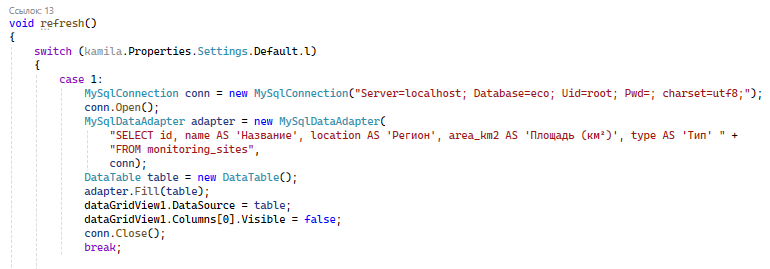 Ссылок: 13
void refresh()
{
switch (kamila.Properties.Settings.Default.l)
{
case 1:
MySqlConnection conn = new MySqlConnection("Server=localhost; Database=eco; Uid=root; Pwd=; charset=utf8;");
conn.Open();
MySqlDataAdapter adapter = new MySqlDataAdapter(
"SELECT id, name AS 'Название', location AS 'Регион', area_km2 AS 'Площадь (км²)', type AS 'Тип' " +
"FROM monitoring_sites",
conn);
DataTable table = new DataTable();
adapter.Fill(table);
dataGridView1.DataSource = table;
dataGridView1.Columns[0].Visible = false;
conn.Close();
break;